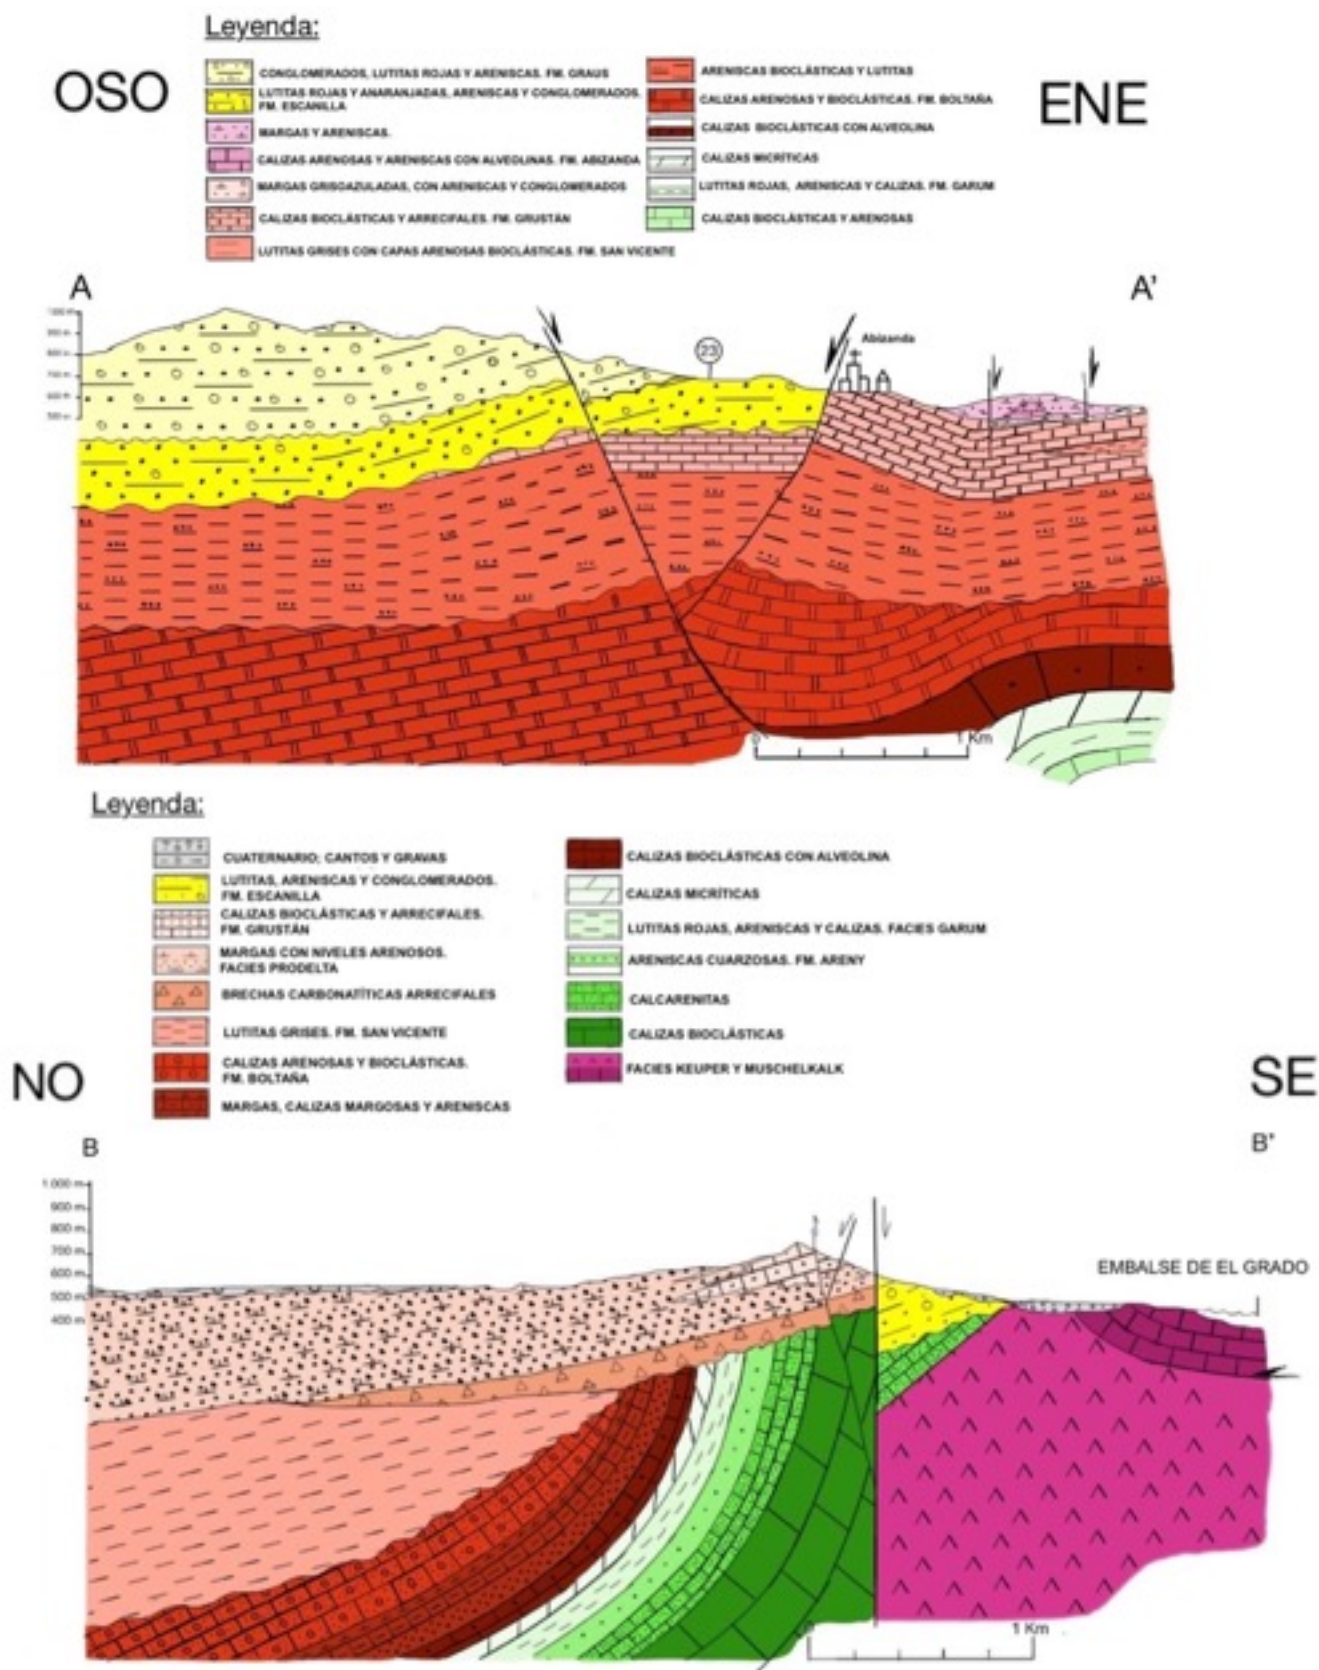 Leyenda:
OSO
ENE
CONGLOMERADOS, LUTITAS ROJAS Y ARENISCAS. FM. GRAUS
LUTITAS ROJAS Y ANARANJADAS, ARENISCAS Y CONGLOMERADOS.
FM. ESCANILLA
MARGAS Y ARENISCAS.
CALIZAS ARENOSAS Y ARENISCAS CON ALVEOLINAS. FM. ABIZANDA
MARGAS GRISOAZULADAS, CON ARENISCAS Y CONGLOMERADOS
CALIZAS BIOCLÁSTICAS Y ARRECIFALES. FM. GRUSTÁN
LUTITAS GRISES CON CAPAS ARENOSAS BIOCLÁSTICAS. FM. SAN VICENTE
ARENISCAS BIOCLÁSTICAS Y LUTITAS
CALIZAS ARENOSAS Y BIOCLÁSTICAS. FM. BOLTAÑA
CALIZAS BIOCLÁSTICAS CON ALVEOLINA
CALIZAS MICRÍTICAS
LUTITAS ROJAS, ARENISCAS Y CALIZAS. FM. GARUM
CALIZAS BIOCLÁSTICAS Y ARENOSAS
A
A'
23
Abizanda
0
1 Km
Leyenda:
CUATERNARIO; CANTOS Y GRAVAS
LUTITAS, ARENISCAS Y CONGLOMERADOS.
FM. ESCANILLA
CALIZAS BIOCLÁSTICAS Y ARRECIFALES.
FM. GRUSTÁN
MARGAS CON NIVELES ARENOSOS.
FACIES PRODELTA
BRECHAS CARBONATÍTICAS ARRECIFALES
LUTITAS GRISES. FM. SAN VICENTE
CALIZAS ARENOSAS Y BIOCLÁSTICAS.
FM. BOLTAÑA
MARGAS, CALIZAS MARGOSAS Y ARENISCAS
CALIZAS BIOCLÁSTICAS CON ALVEOLINA
CALIZAS MICRÍTICAS
LUTITAS ROJAS, ARENISCAS Y CALIZAS. FACIES GARUM
ARENISCAS CUARZOSAS. FM. ARENY
CALCARENITAS
CALIZAS BIOCLÁSTICAS
FACIES KEUPER Y MUSCHELKALK
NO
SE
B
B'
1.000 m
900 m
800 m
700 m
600 m
500 m
400 m
EMBALSE DE EL GRADO
1 Km